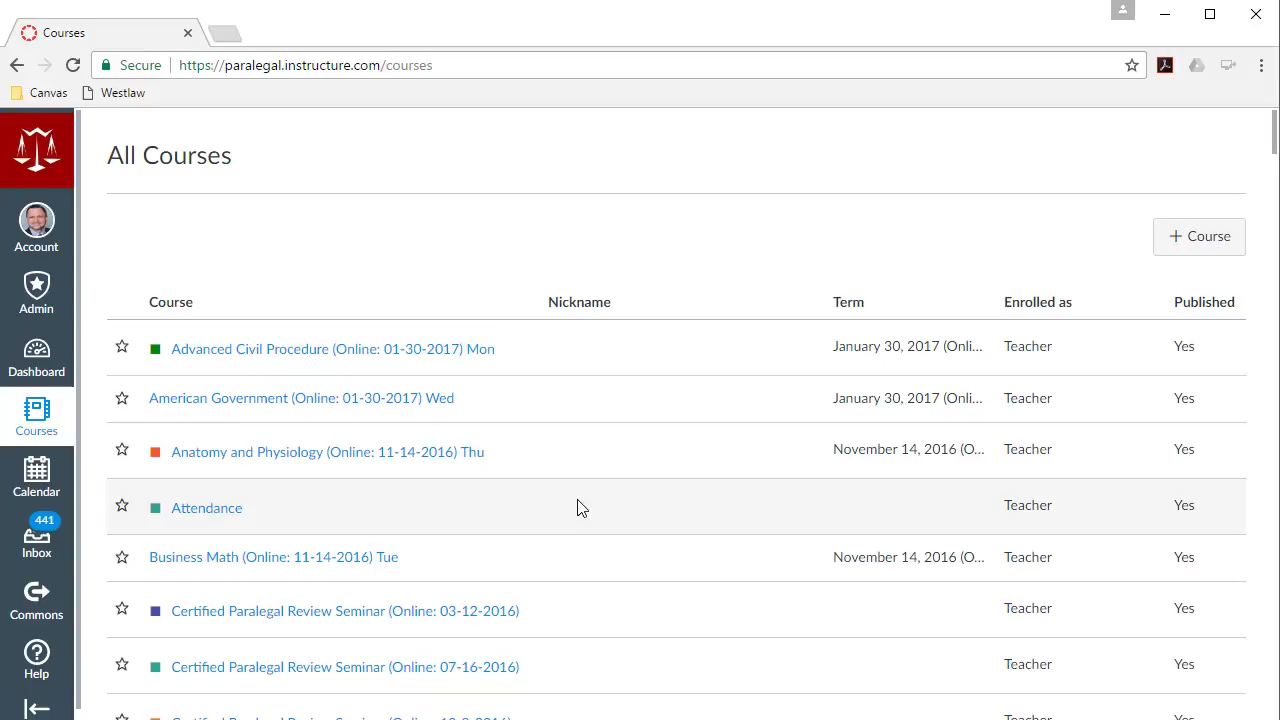 Courses
Secure https://paralegal.instructure.com/courses
Canvas Westlaw
All Courses
+ Course
Course Nickname Term Enrolled as Published
Advanced Civil Procedure (Online: 01-30-2017) Mon January 30, 2017 (Onli... Teacher Yes
American Government (Online: 01-30-2017) Wed January 30, 2017 (Onli... Teacher Yes
Anatomy and Physiology (Online: 11-14-2016) Thu November 14, 2016 (O... Teacher Yes
Attendance Teacher Yes
Business Math (Online: 11-14-2016) Tue November 14, 2016 (O... Teacher Yes
Certified Paralegal Review Seminar (Online: 03-12-2016) Teacher Yes
Certified Paralegal Review Seminar (Online: 07-16-2016) Teacher Yes
Account
Admin
Dashboard
Courses
Calendar
441
Inbox
Commons
Help